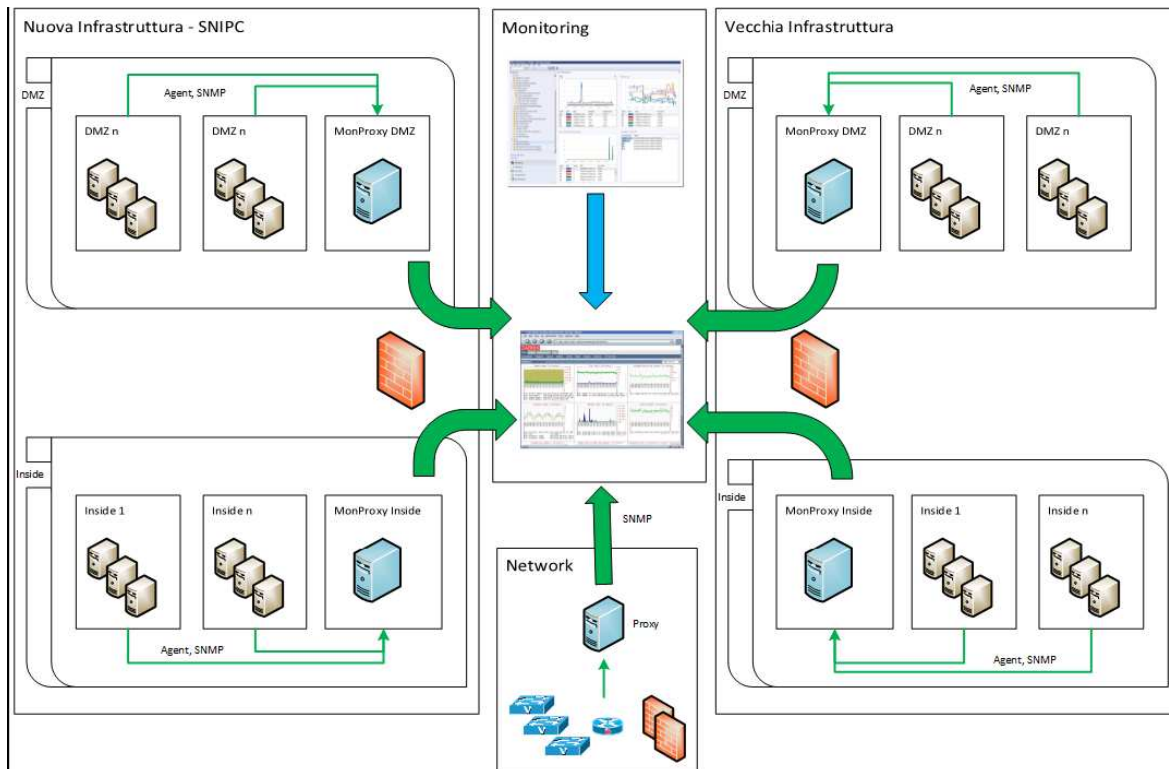 Nuova Infrastruttura - SNIPC
DMZ
Agent, SNMP
DMZ n
DMZ n
MonProxy DMZ
Inside
Inside 1
Inside n
MonProxy Inside
Agent, SNMP
Monitoring
SNMP
Network
Proxy
Vecchia Infrastruttura
DMZ
Agent, SNMP
MonProxy DMZ
DMZ n
DMZ n
Inside
MonProxy Inside
Inside 1
Inside n
Agent, SNMP